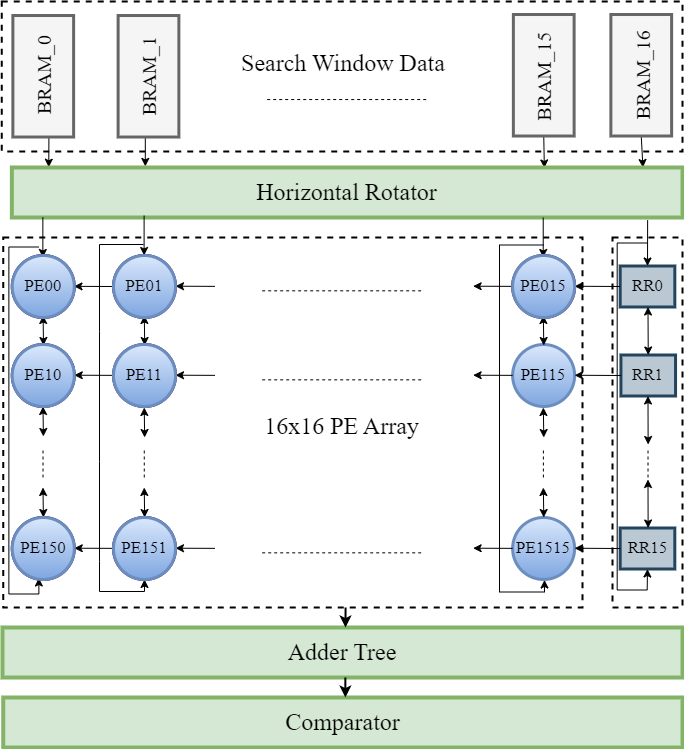 BRAM_0
BRAM_1
Search Window Data
BRAM_15
BRAM_16
Horizontal Rotator
PE00
PE01
PE015
RR0
PE10
PE11
PE115
RR1
16x16 PE Array
PE150
PE151
PE1515
RR15
Adder Tree
Comparator